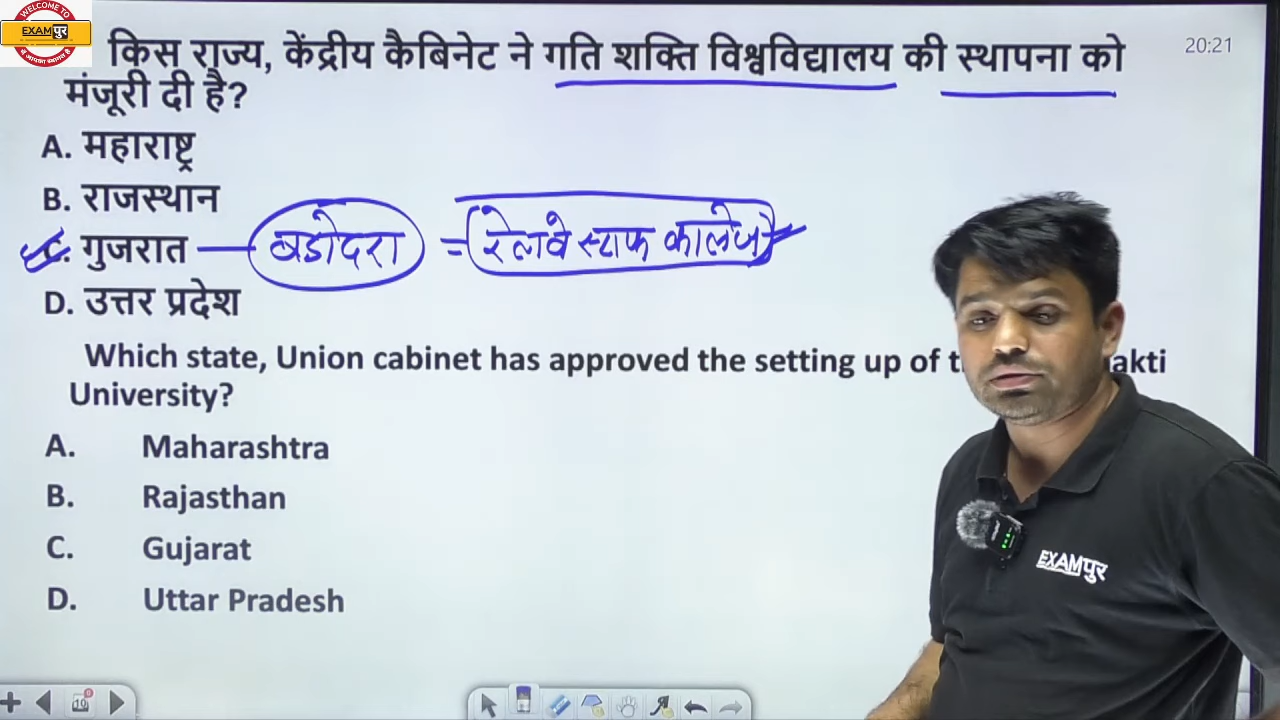 WELCOME TO
EXAMपुर
20:21
किस राज्य, केंद्रीय कैबिनेट ने गति शक्ति विश्वविद्यालय की स्थापना को
मंजूरी दी है?
A. महाराष्ट्र
B. राजस्थान
C. गुजरात – बडोदरा = रेलवे स्टाफ कालेज
D. उत्तर प्रदेश
Which state, Union cabinet has approved the setting up of
University?
A. Maharashtra
B. Rajasthan
C. Gujarat
D. Uttar Pradesh
EXAMपुर